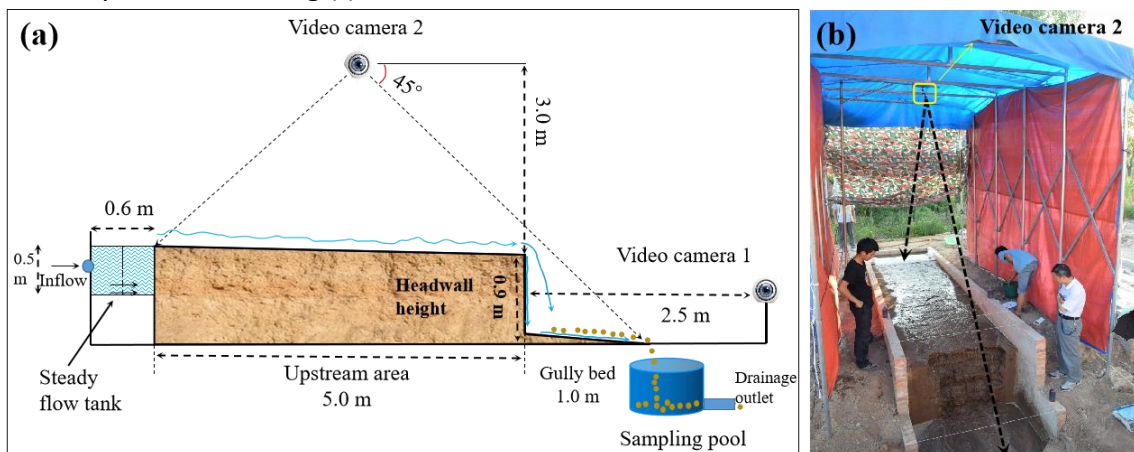 (a)
Video camera 2
45°
3.0 m
0.6 m
0.5
m
Inflow
Headwall
height
0.9 m
Video camera 1
2.5 m
Steady
flow tank
Upstream area
5.0 m
Gully bed
1.0 m
Drainage
outlet
Sampling pool
(b)
Video camera 2